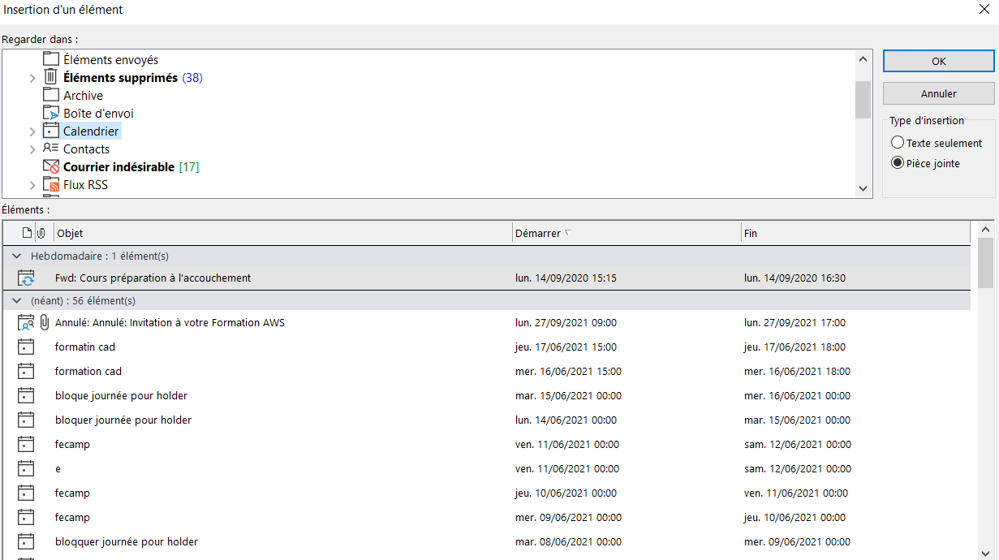 Insertion d'un élément
Regarder dans :
Éléments envoyés
Éléments supprimés (38)
Archive
Boîte d'envoi
Calendrier
Contacts
Courrier indésirable [17]
Flux RSS
OK
Annuler
Type d'insertion
Texte seulement
Pièce jointe
Éléments :
Objet Démarrer Fin
Hebdomadaire : 1 élément(s)
Fwd: Cours préparation à l'accouchement lun. 14/09/2020 15:15 lun. 14/09/2020 16:30
(néant) : 56 élément(s)
Annulé: Annulé: Invitation à votre Formation AWS lun. 27/09/2021 09:00 lun. 27/09/2021 17:00
formatin cad jeu. 17/06/2021 15:00 jeu. 17/06/2021 18:00
formation cad mer. 16/06/2021 15:00 mer. 16/06/2021 18:00
bloque journée pour holder mar. 15/06/2021 00:00 mer. 16/06/2021 00:00
bloquer journée pour holder lun. 14/06/2021 00:00 mar. 15/06/2021 00:00
fecamp ven. 11/06/2021 00:00 sam. 12/06/2021 00:00
e ven. 11/06/2021 00:00 sam. 12/06/2021 00:00
fecamp jeu. 10/06/2021 00:00 ven. 11/06/2021 00:00
fecamp mer. 09/06/2021 00:00 jeu. 10/06/2021 00:00
bloqquer journée pour holder mar. 08/06/2021 00:00 mer. 09/06/2021 00:00